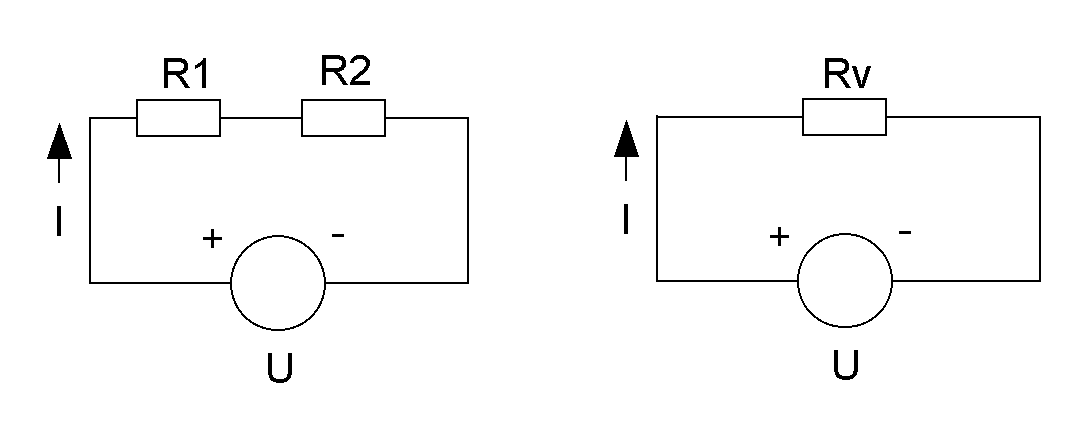 R1 R2
I
+ -
U
Rv
I
+ -
U